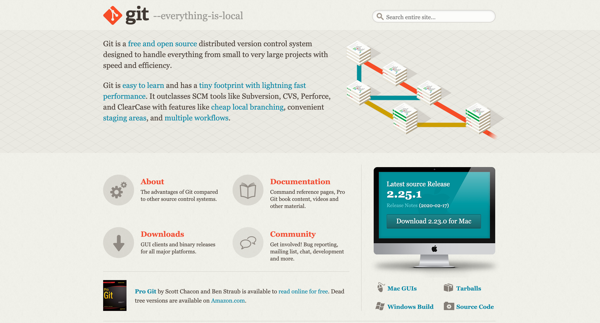 git --everything-is-local
Search entire site...
Git is a free and open source distributed version control system
designed to handle everything from small to very large projects with
speed and efficiency.
Git is easy to learn and has a tiny footprint with lightning fast
performance. It outclasses SCM tools like Subversion, CVS, Perforce,
and ClearCase with features like cheap local branching, convenient
staging areas, and multiple workflows.
About
The advantages of Git compared
to other source control systems.
Documentation
Command reference pages, Pro
Git book content, videos and
other material.
Downloads
GUI clients and binary releases
for all major platforms.
Community
Get involved! Bug reporting,
mailing list, chat, development
and more.
Latest source Release
2.25.1
Release Notes (2020-02-17)
Download 2.23.0 for Mac
Mac GUIs
Tarballs
Windows Build
Source Code
Pro
Git
Pro Git by Scott Chacon and Ben Straub is available to read online for free. Dead
tree versions are available on Amazon.com.